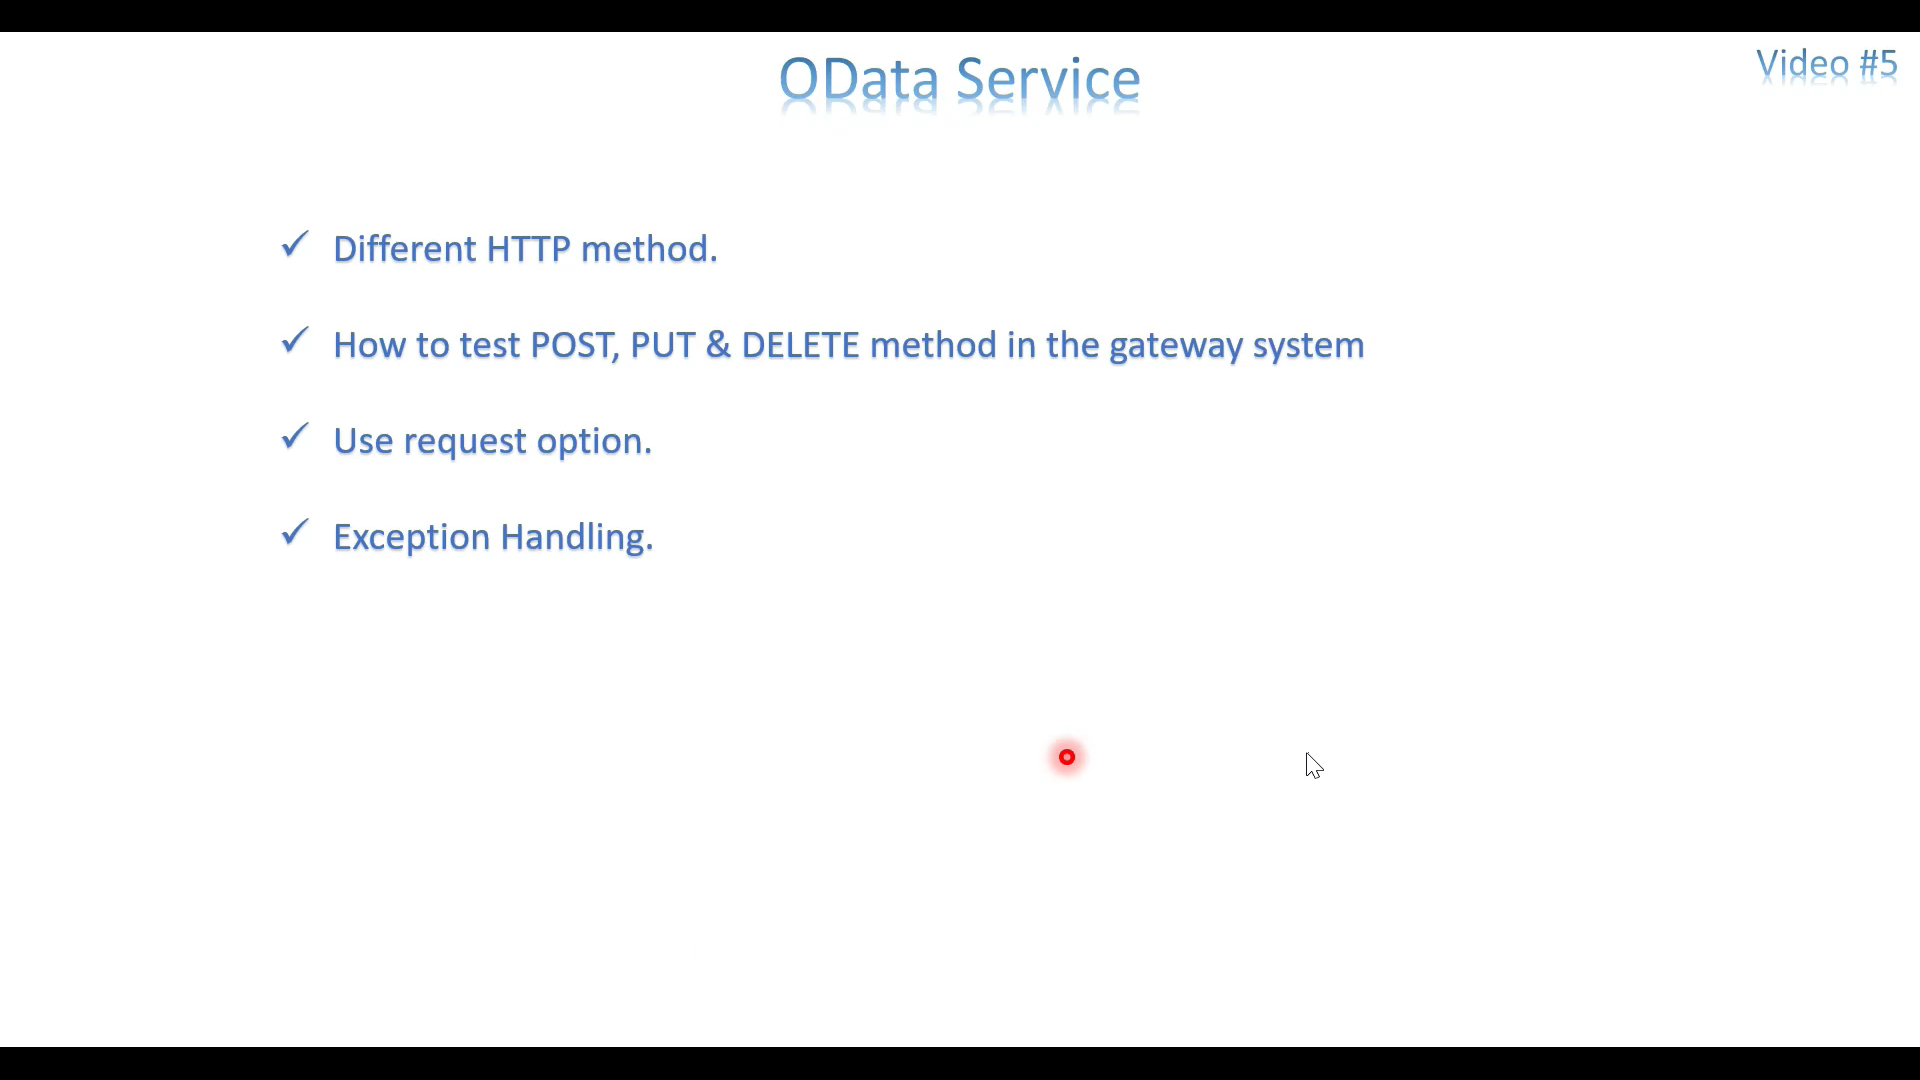 OData Service
Video #5
✓ Different HTTP method.
✓ How to test POST, PUT & DELETE method in the gateway system
✓ Use request option.
✓ Exception Handling.